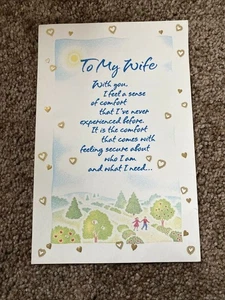 To My Wife
With you,
I feel a sense
of comfort
that I've never
experienced before.
It is the comfort
that comes with
feeling secure about
who I am
and what I need...